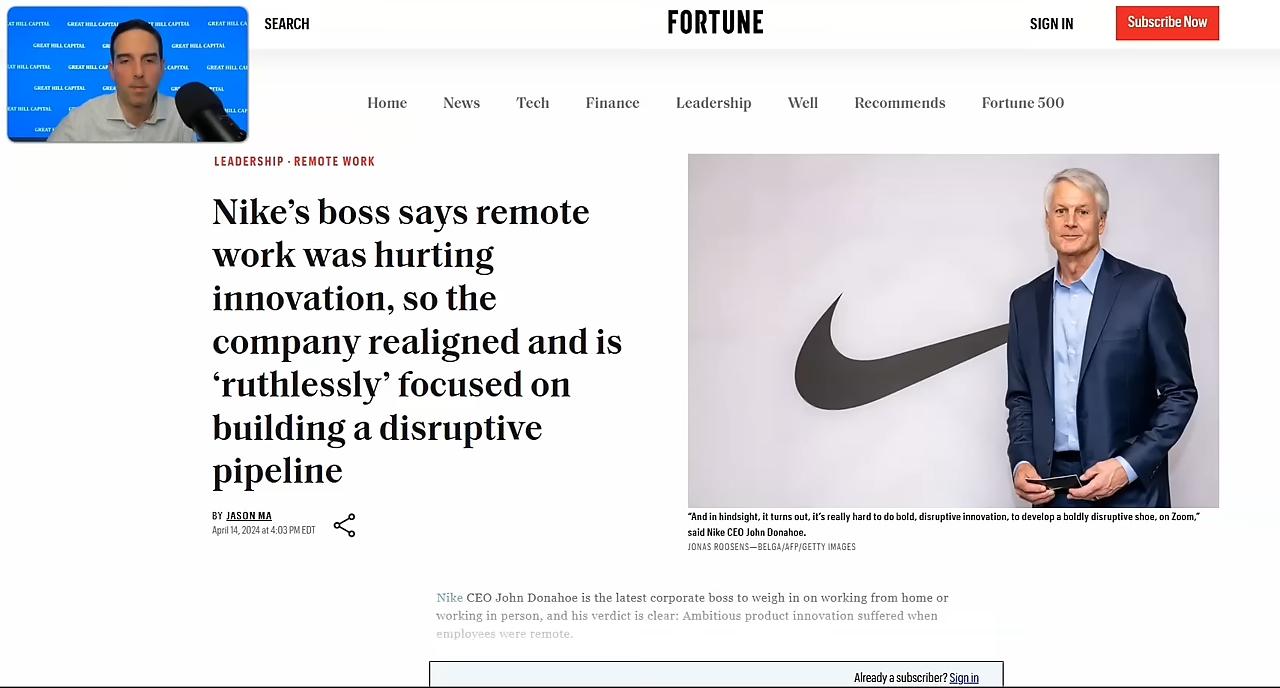 GREAT HILL CAPITAL
SEARCH
FORTUNE
SIGN IN
Subscribe Now
Home
News
Tech
Finance
Leadership
Well
Recommends
Fortune 500
LEADERSHIP · REMOTE WORK
Nike’s boss says remote
work was hurting
innovation, so the
company realigned and is
‘ruthlessly’ focused on
building a disruptive
pipeline
BY JASON MA
April 14, 2024 at 4:03 PM EDT
“And in hindsight, it turns out, it’s really hard to do bold, disruptive innovation, to develop a boldly disruptive shoe, on Zoom,”
said Nike CEO John Donahoe.
JONAS ROOSENS—BELGA/AFP/GETTY IMAGES
Nike CEO John Donahoe is the latest corporate boss to weigh in on working from home or
working in person, and his verdict is clear: Ambitious product innovation suffered when
employees were remote.
Already a subscriber? Sign in